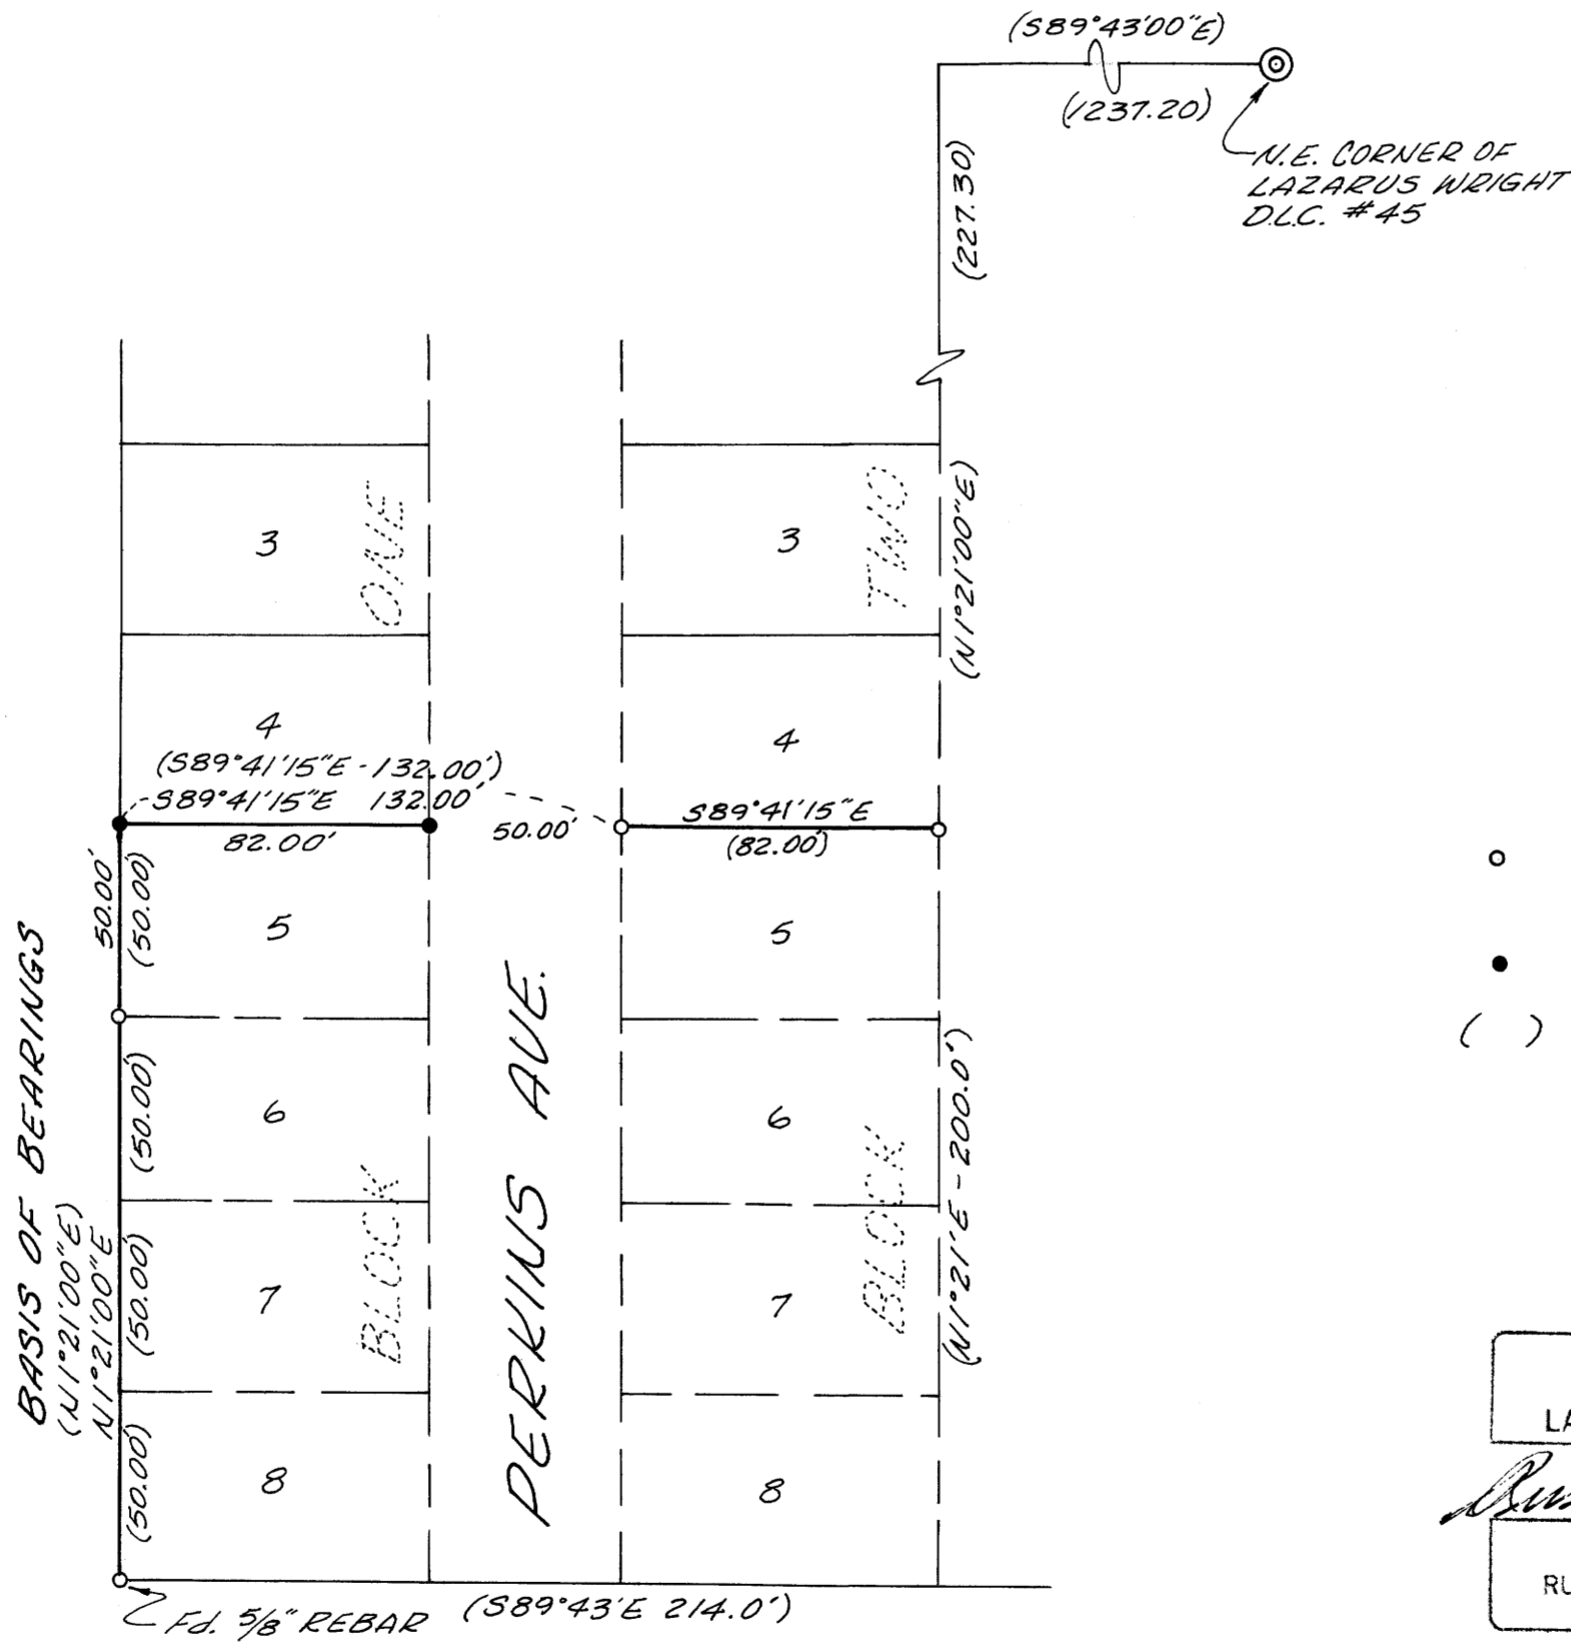 (S89°43'00"E)
(1237.20)
N.E. CORNER OF
LAZARUS WRIGHT
D.L.C. #45
(227.30)
(N1°21'00"E)
3
ONE
3
TWO
4
4
(S89°41'15"E - 132.00')
S89°41'15"E 132.00'
82.00'
50.00'
S89°41'15"E
(82.00)
50.00'
(50.00)
5
5
(50.00)
6
6
(50.00)
7
7
(50.00)
8
8
BLOCK
BLOCK
PERKINS AVE.
(N1°21'E - 200.0')
BASIS OF BEARINGS
(N1°21'00"E)
N1°21'00"E
Fd. 5/8" REBAR
(S89°43'E 214.0')
( )
LA
RU